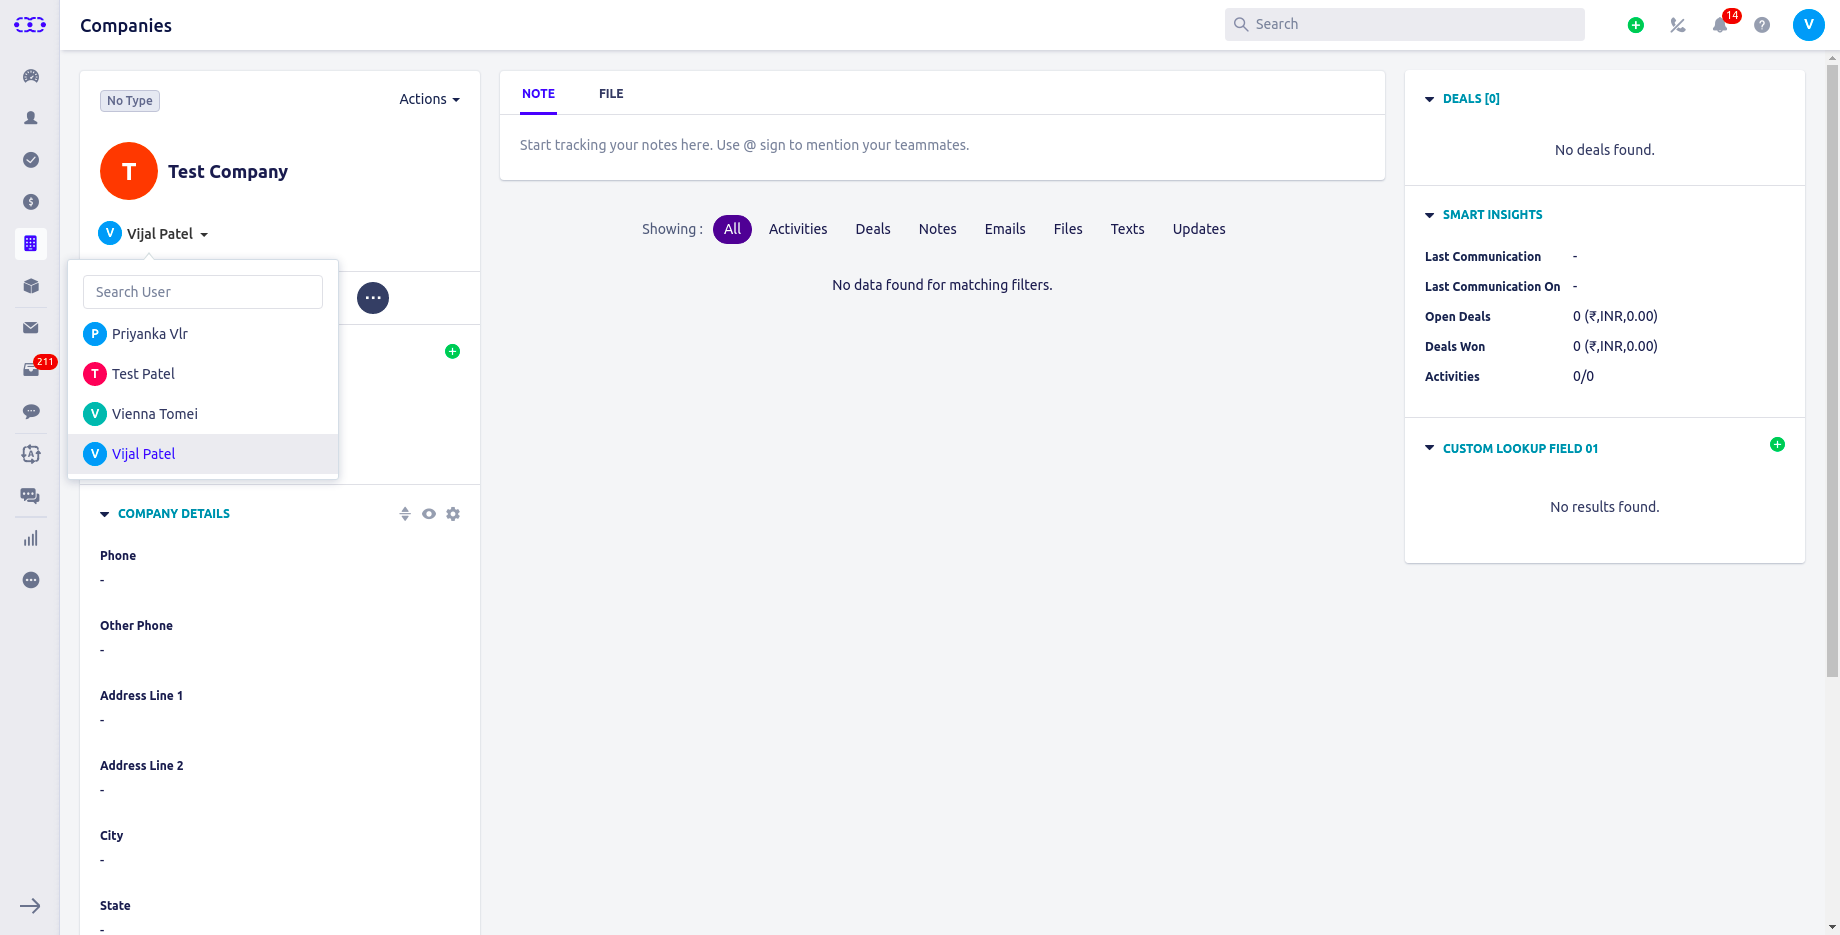 Companies
Search
14
V
No Type
Actions
T
Test Company
V Vijal Patel
Search User
P Priyanka Vlr
T Test Patel
V Vienna Tomei
V Vijal Patel
211
COMPANY DETAILS
Phone
-
Other Phone
-
Address Line 1
-
Address Line 2
-
City
-
State
-
NOTE FILE
Start tracking your notes here. Use @ sign to mention your teammates.
Showing : All Activities Deals Notes Emails Files Texts Updates
No data found for matching filters.
DEALS [0]
No deals found.
SMART INSIGHTS
Last Communication -
Last Communication On -
Open Deals 0 (₹,INR,0.00)
Deals Won 0 (₹,INR,0.00)
Activities 0/0
CUSTOM LOOKUP FIELD 01
No results found.